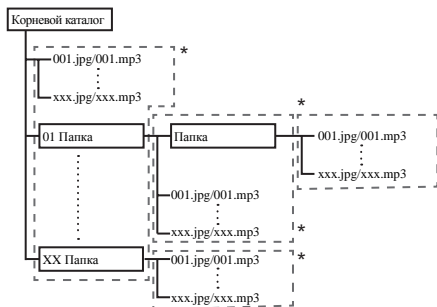 Корневой каталог
001.jpg/001.mp3
*
xxx.jpg/xxx.mp3
*
01 Папка
Папка
001.jpg/001.mp3
xxx.jpg/xxx.mp3
001.jpg/001.mp3
xxx.jpg/xxx.mp3
*
XX Папка
001.jpg/001.mp3
*
xxx.jpg/xxx.mp3